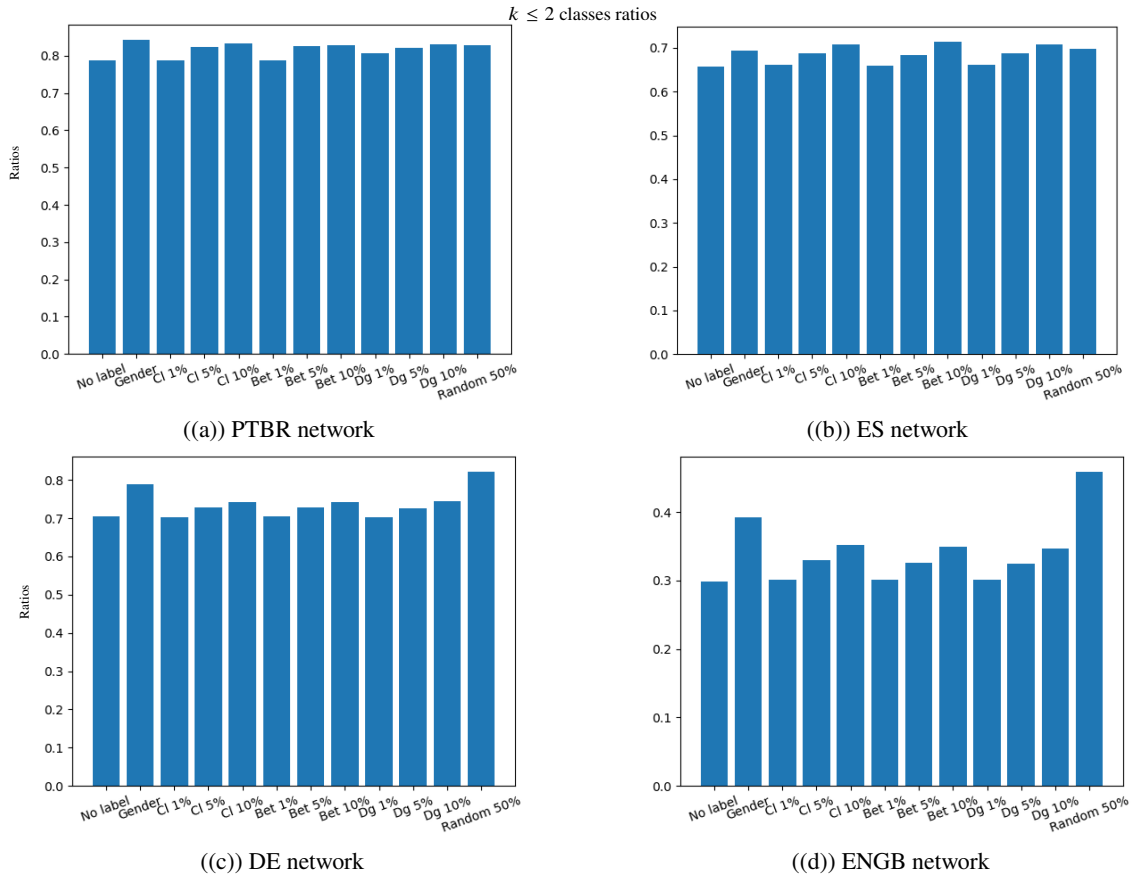 k ≤ 2 classes ratios
Ratios
0.8
0.7
0.6
0.5
0.4
0.3
0.2
0.1
0.0
No label Gender Cl 1% Cl 5% Cl 10% Bet 1% Bet 5% Bet 10% Dg 1% Dg 5% Dg 10% Random 50%
((a)) PTBR network
0.7
0.6
0.5
0.4
0.3
0.2
0.1
0.0
No label Gender Cl 1% Cl 5% Cl 10% Bet 1% Bet 5% Bet 10% Dg 1% Dg 5% Dg 10% Random 50%
((b)) ES network
Ratios
0.8
0.7
0.6
0.5
0.4
0.3
0.2
0.1
0.0
No label Gender Cl 1% Cl 5% Cl 10% Bet 1% Bet 5% Bet 10% Dg 1% Dg 5% Dg 10% Random 50%
((c)) DE network
0.4
0.3
0.2
0.1
0.0
No label Gender Cl 1% Cl 5% Cl 10% Bet 1% Bet 5% Bet 10% Dg 1% Dg 5% Dg 10% Random 50%
((d)) ENGB network